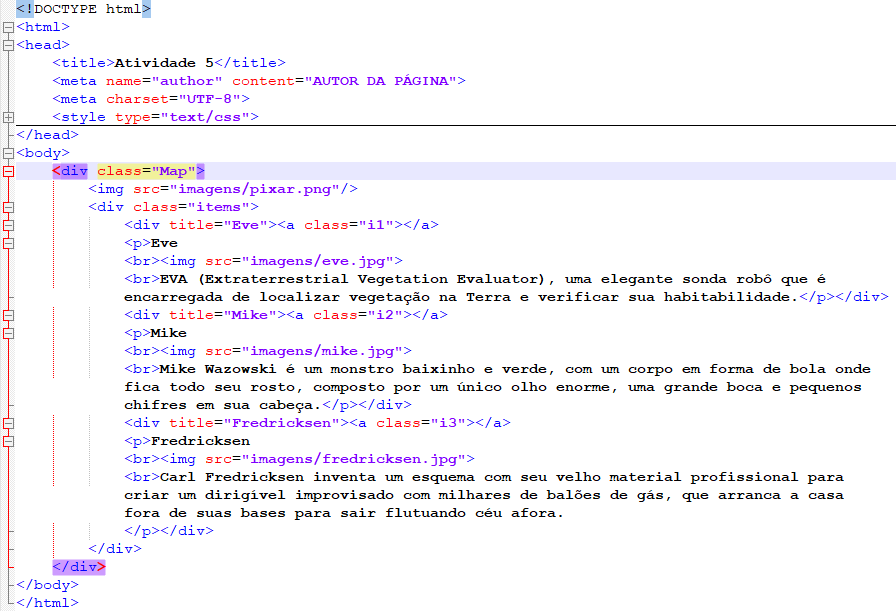 <!DOCTYPE html>
<html>
<head>
    <title>Atividade 5</title>
    <meta name="author" content="AUTOR DA PÁGINA">
    <meta charset="UTF-8">
    <style type="text/css">
</head>
<body>
    <div class="Map">
        <img src="imagens/pixar.png"/>
        <div class="items">
            <div title="Eve"><a class="i1"></a>
            <p>Eve
            <br><img src="imagens/eve.jpg">
            <br>EVA (Extraterrestrial Vegetation Evaluator), uma elegante sonda robô que é
            encarregada de localizar vegetação na Terra e verificar sua habitabilidade.</p></div>
            <div title="Mike"><a class="i2"></a>
            <p>Mike
            <br><img src="imagens/mike.jpg">
            <br>Mike Wazowski é um monstro baixinho e verde, com um corpo em forma de bola onde
            fica todo seu rosto, composto por um único olho enorme, uma grande boca e pequenos
            chifres em sua cabeça.</p></div>
            <div title="Fredricksen"><a class="i3"></a>
            <p>Fredricksen
            <br><img src="imagens/fredricksen.jpg">
            <br>Carl Fredricksen inventa um esquema com seu velho material profissional para
            criar um dirigível improvisado com milhares de balões de gás, que arranca a casa
            fora de suas bases para sair flutuando céu afora.
            </p></div>
        </div>
    </div>
</body>
</html>